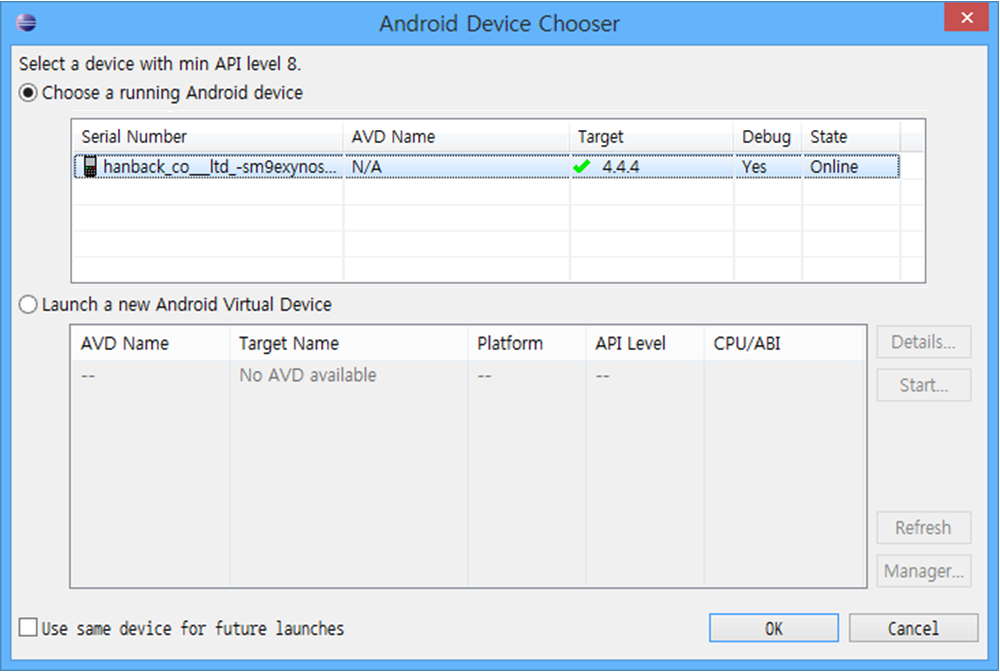 Android Device Chooser
Select a device with min API level 8.
Choose a running Android device
Serial Number AVD Name Target Debug State
hanback_co__ltd_-sm9exynos... N/A 4.4.4 Yes Online
Launch a new Android Virtual Device
AVD Name Target Name Platform API Level CPU/ABI
-- No AVD available -- --
Details...
Start...
Refresh
Manager...
Use same device for future launches
OK Cancel